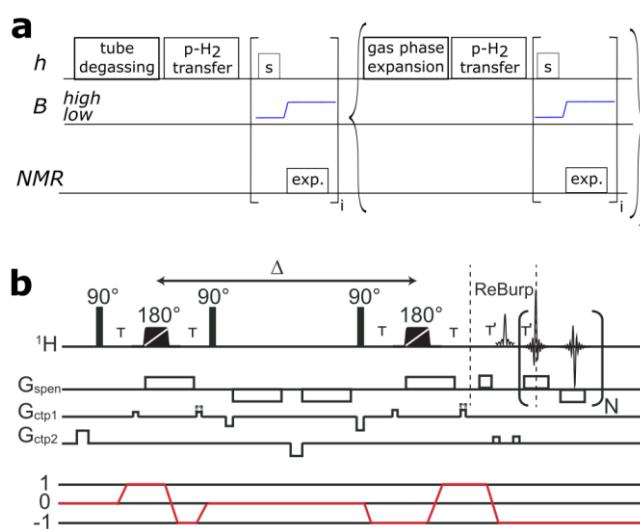 a
h
tube degassing
p-H2 transfer
s
gas phase expansion
p-H2 transfer
s
B
high
low
NMR
exp.
i
exp.
i
b
Δ
90°
180°
90°
90°
180°
ReBurp
1H
T
T
T
T
T'
T'
Gspen
N
Gctp1
Gctp2
1
0
-1